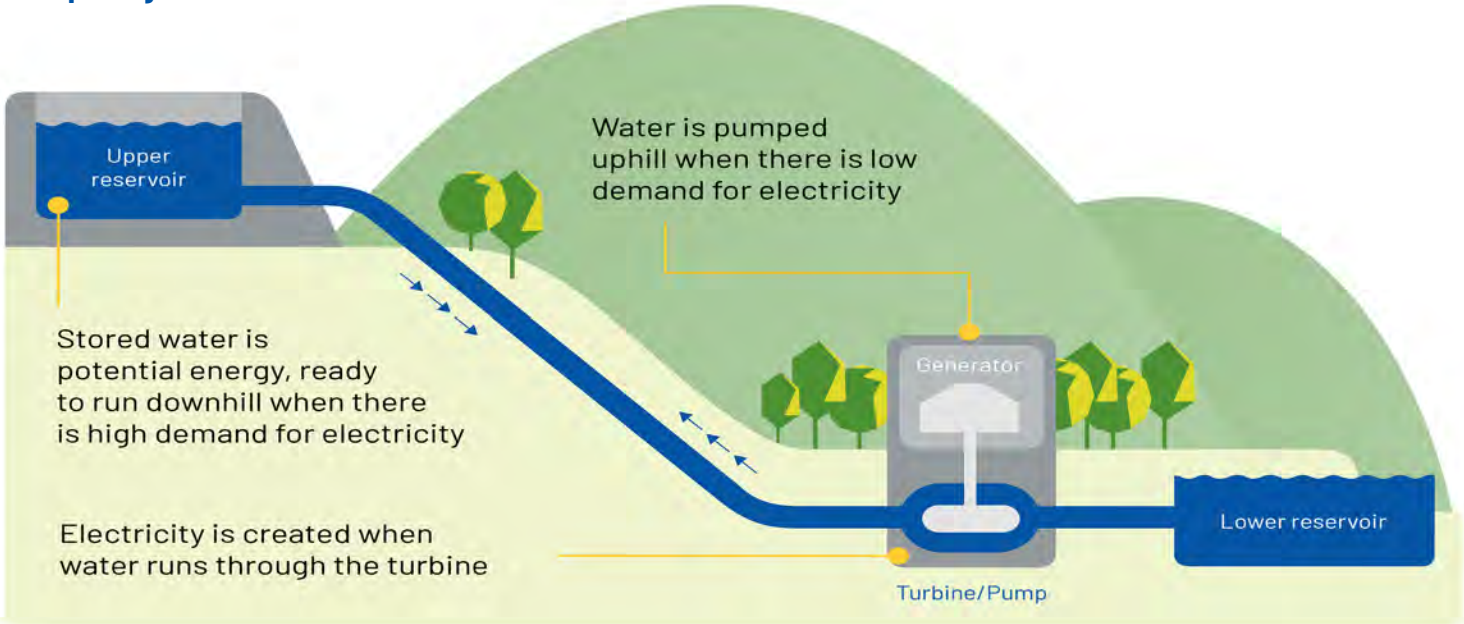 Upper
reservoir
Water is pumped
uphill when there is low
demand for electricity
Stored water is
potential energy, ready
to run downhill when there
is high demand for electricity
Generator
Electricity is created when
water runs through the turbine
Lower reservoir
Turbine/Pump